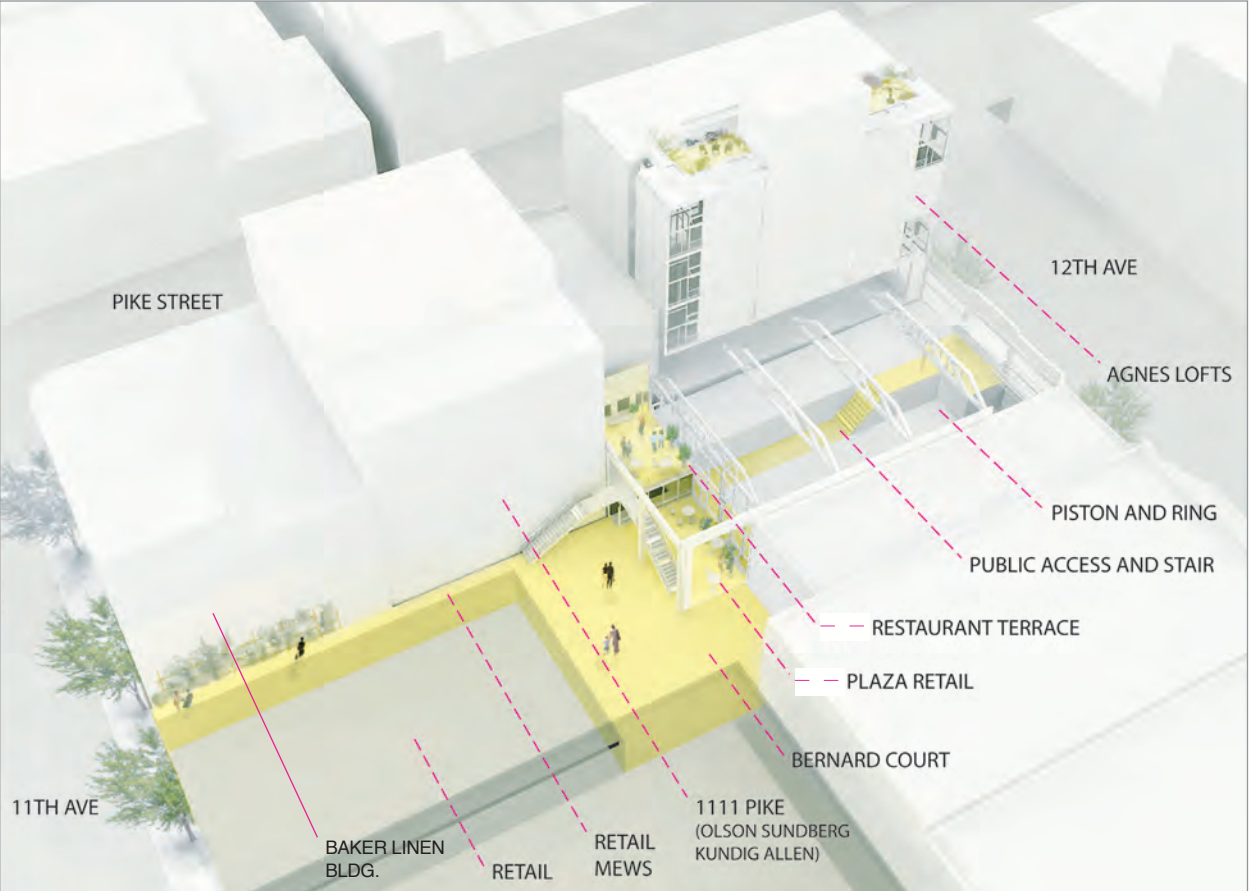 PIKE STREET
12TH AVE
AGNES LOFTS
PISTON AND RING
PUBLIC ACCESS AND STAIR
RESTAURANT TERRACE
PLAZA RETAIL
BERNARD COURT
11TH AVE
1111 PIKE
(OLSON SUNDBERG
KUNDIG ALLEN)
RETAIL
MEWS
RETAIL
BAKER LINEN
BLDG.